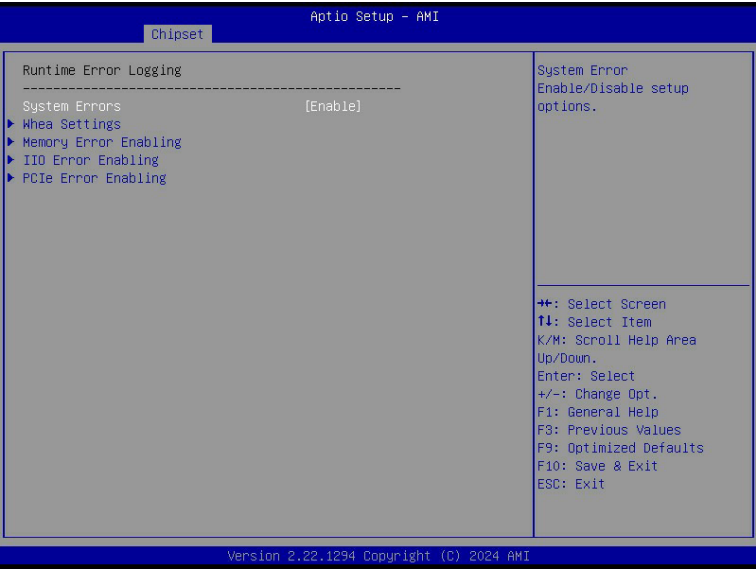 Aptio Setup - AMI
Chipset
Runtime Error Logging
--------------------------------------------------
System Errors [Enable]
Whea Settings
Memory Error Enabling
IIO Error Enabling
PCIe Error Enabling
System Error
Enable/Disable setup
options.
→←: Select Screen
↑↓: Select Item
K/M: Scroll Help Area
Up/Down.
Enter: Select
+/-: Change Opt.
F1: General Help
F3: Previous Values
F9: Optimized Defaults
F10: Save & Exit
ESC: Exit
Version 2.22.1294 Copyright (C) 2024 AMI